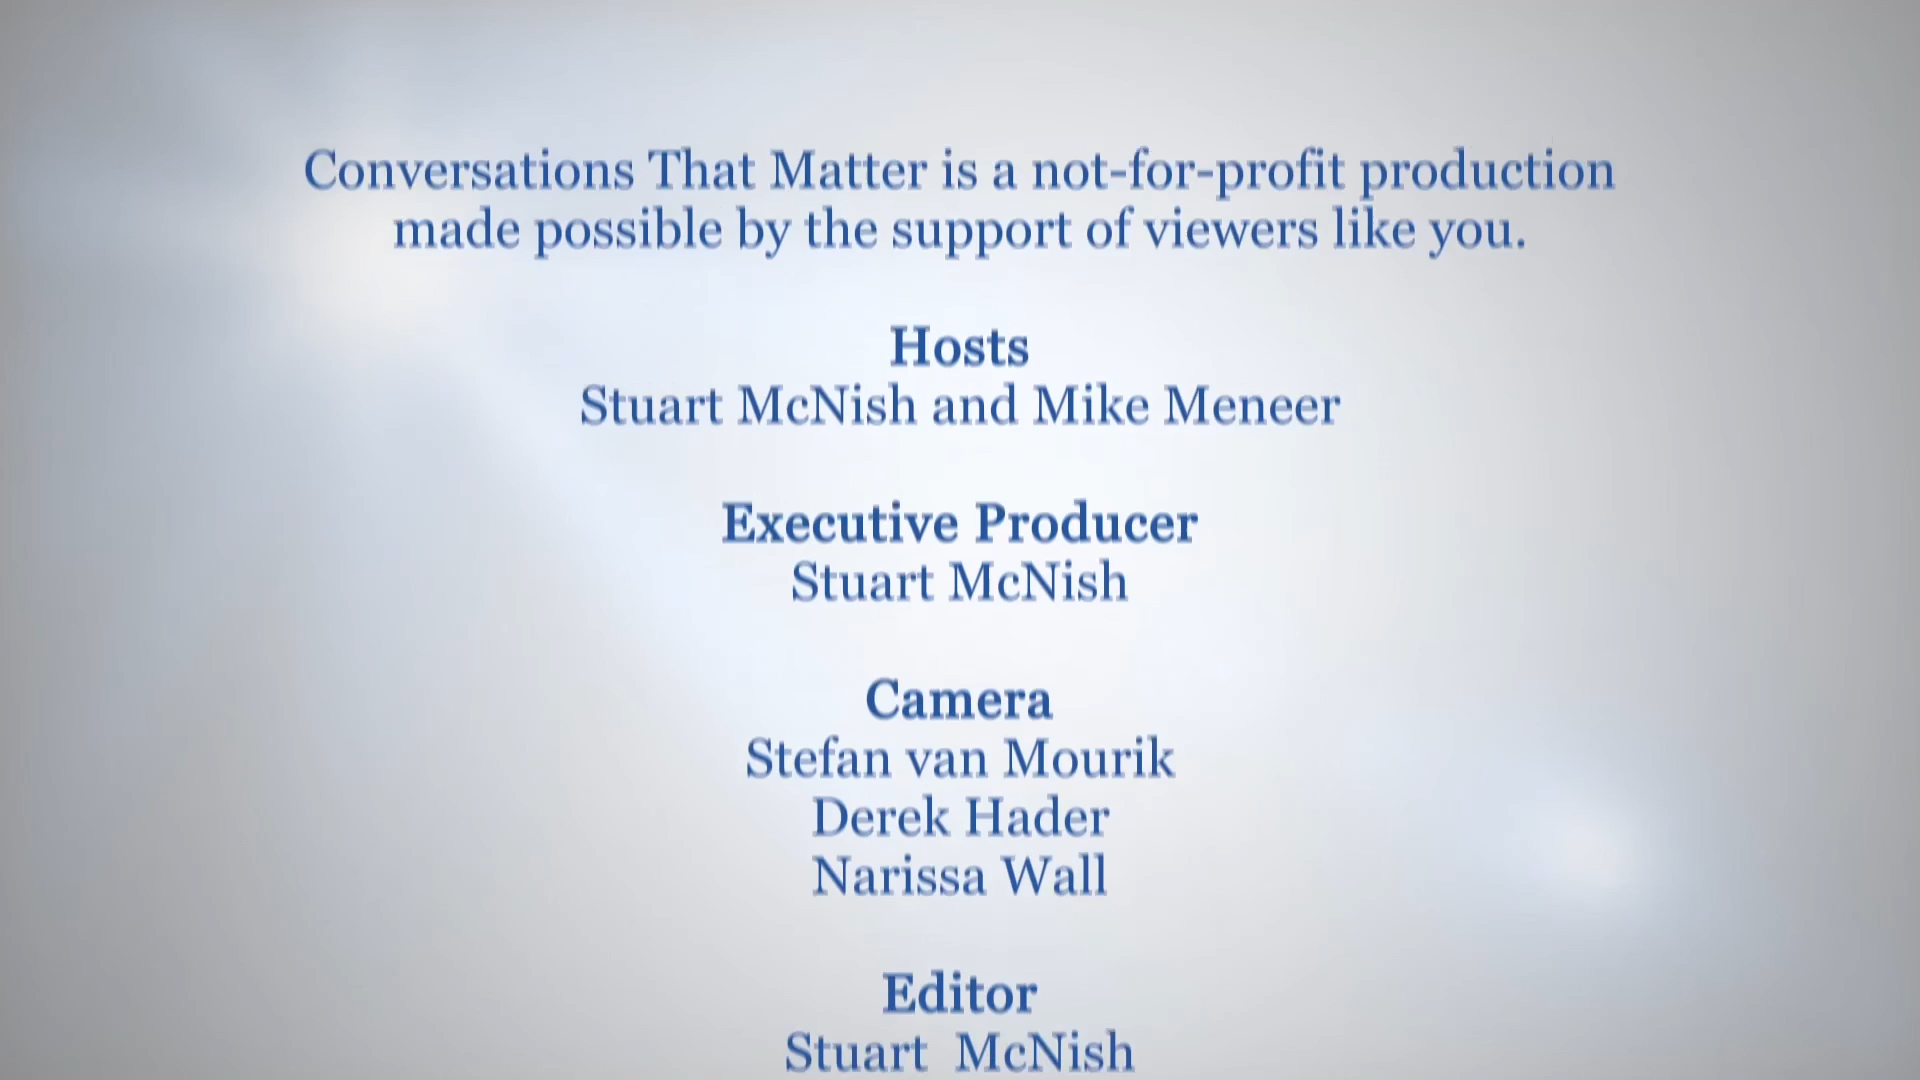 Conversations That Matter is a not-for-profit production
made possible by the support of viewers like you.
Hosts
Stuart McNish and Mike Meneer
Executive Producer
Stuart McNish
Camera
Stefan van Mourik
Derek Hader
Narissa Wall
Editor
Stuart  McNish